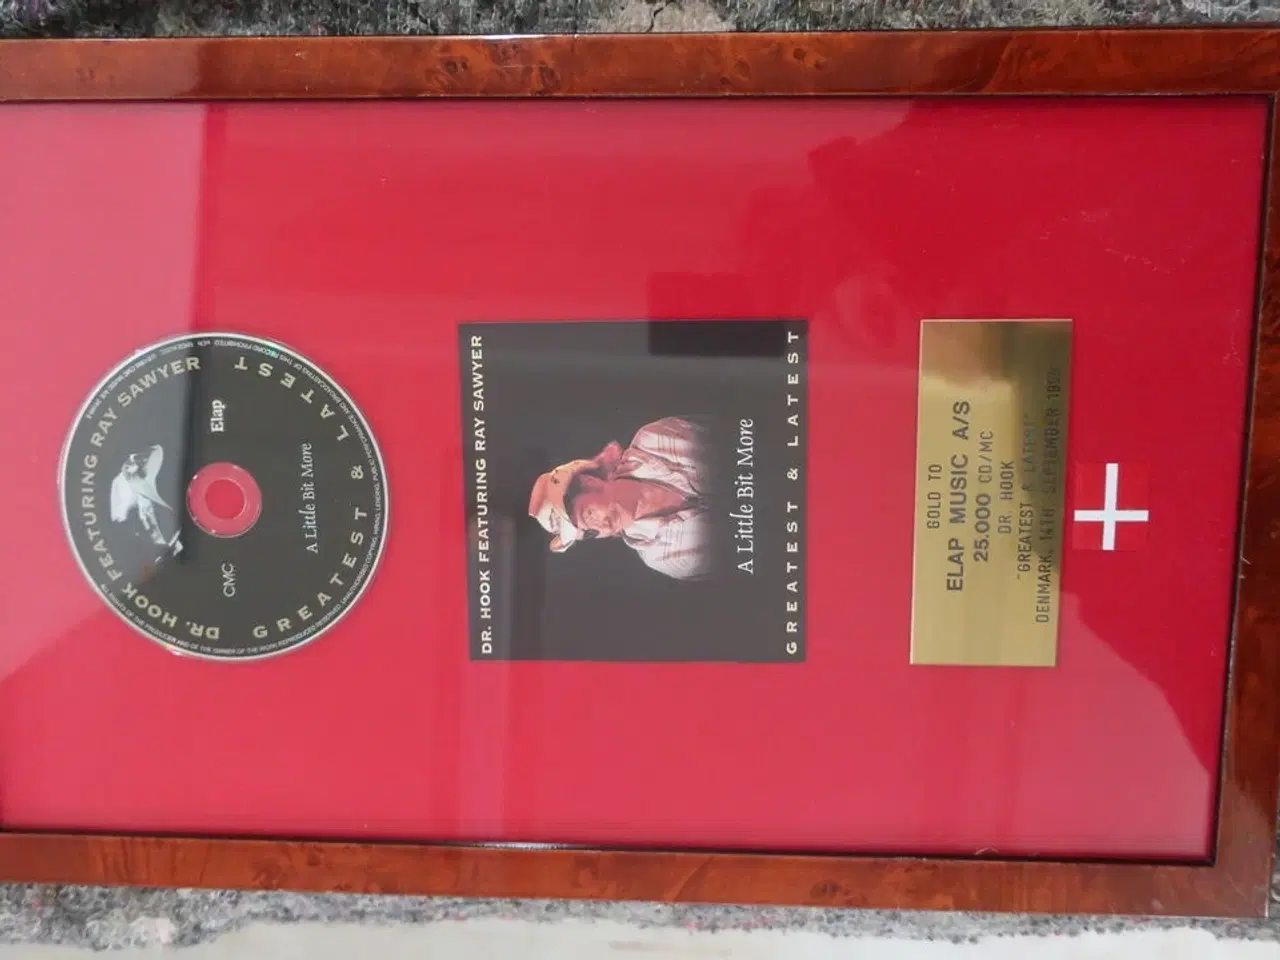 DR. HOOK FEATURING RAY SAWYER
Elap
CMC
A Little Bit More
GREATEST & LATEST
DR. HOOK FEATURING RAY SAWYER
A Little Bit More
GREATEST & LATEST
GOLD TO
ELAP MUSIC A/S
25.000 CD/MC
DR. HOOK
"GREATEST & LATEST"
DENMARK, 14TH SEPTEMBER